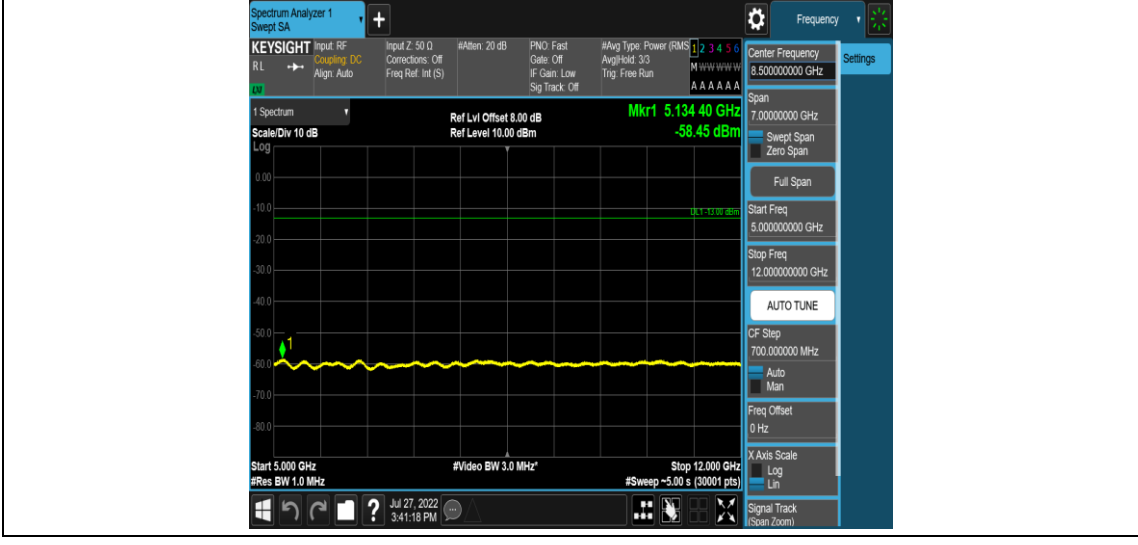 Spectrum Analyzer 1
Swept SA
+
Frequency
KEYSIGHT
RL
Input: RF
Coupling: DC
Align: Auto
Input Z: 50 Ω
Corrections: Off
Freq Ref: Int (S)
#Atten: 20 dB
PNO: Fast
Gate: Off
IF Gain: Low
Sig Track: Off
#Avg Type: Power (RMS
Avg|Hold: 3/3
Trig: Free Run
1 2 3 4 5 6
M W W W W W
A A A A A A
1 Spectrum
Scale/Div 10 dB
Log
Ref Lvl Offset 8.00 dB
Ref Level 10.00 dBm
Mkr1 5.134 40 GHz
-58.45 dBm
0.00
-10.0
DL1 -13.00 dBm
-20.0
-30.0
-40.0
-50.0
1
-60.0
-70.0
-80.0
Start 5.000 GHz
#Res BW 1.0 MHz
#Video BW 3.0 MHz*
Stop 12.000 GHz
#Sweep ~5.00 s (30001 pts)
?
Jul 27, 2022
3:41:18 PM
Center Frequency
8.500000000 GHz
Settings
Span
7.00000000 GHz
Swept Span
Zero Span
Full Span
Start Freq
5.000000000 GHz
Stop Freq
12.000000000 GHz
AUTO TUNE
CF Step
700.000000 MHz
Auto
Man
Freq Offset
0 Hz
X Axis Scale
Log
Lin
Signal Track
(Span Zoom)